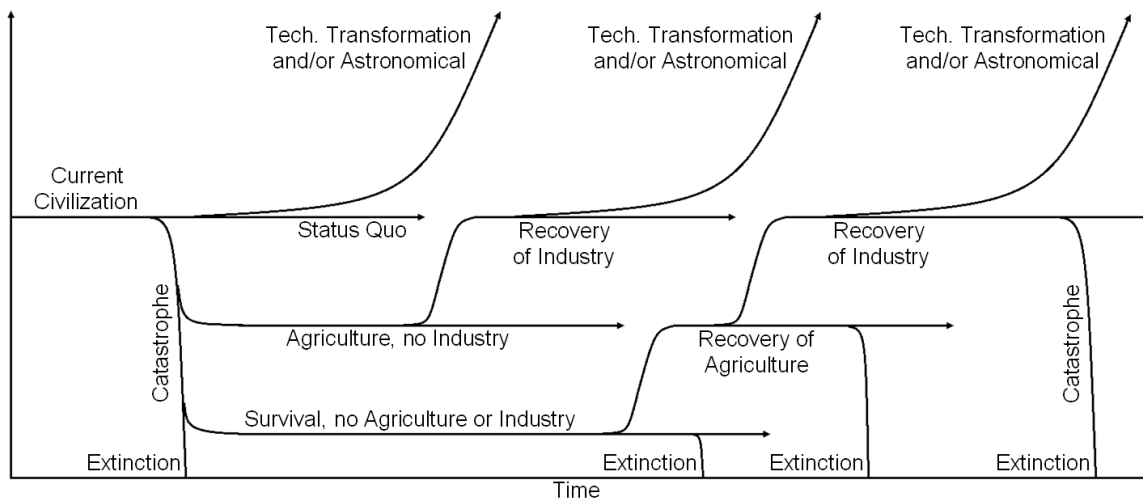 Tech. Transformation
and/or Astronomical
Tech. Transformation
and/or Astronomical
Tech. Transformation
and/or Astronomical
Current
Civilization
Status Quo
Recovery
of Industry
Recovery
of Industry
Catastrophe
Agriculture, no Industry
Recovery of
Agriculture
Catastrophe
Survival, no Agriculture or Industry
Extinction
Extinction
Extinction
Extinction
Time